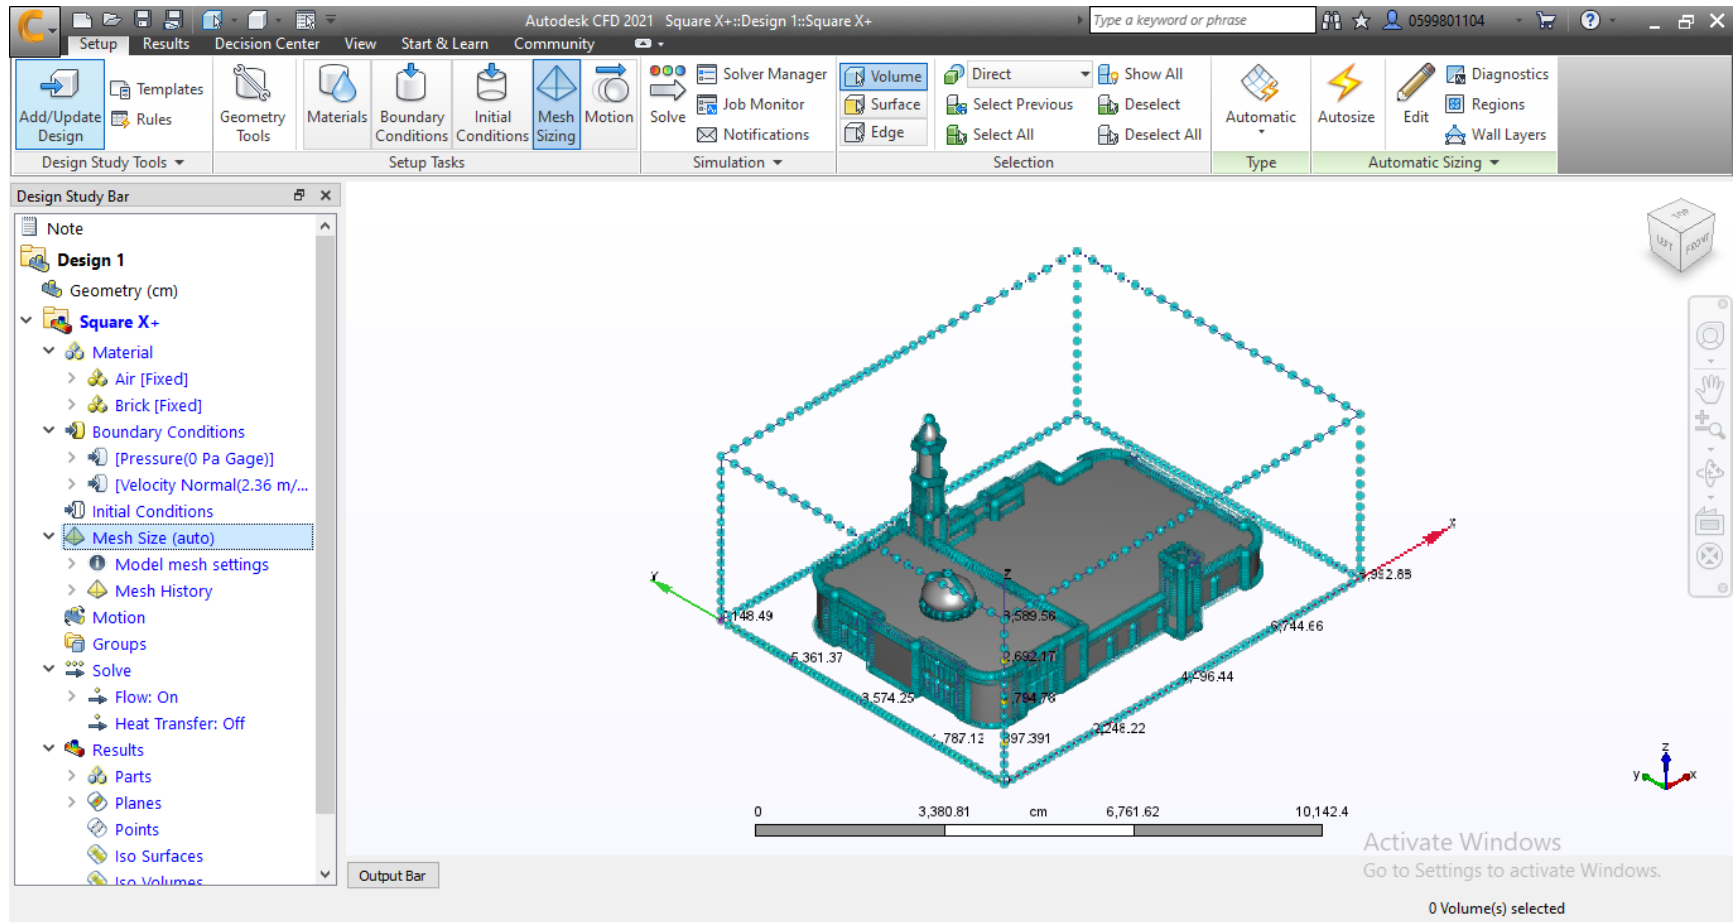 Autodesk CFD 2021 Square X+::Design 1::Square X+
Type a keyword or phrase
0599801104
Setup Results Decision Center View Start & Learn Community
Add/Update Design
Templates
Rules
Geometry Tools
Materials
Boundary Conditions
Initial Conditions
Mesh Sizing
Motion
Solve
Solver Manager
Job Monitor
Notifications
Volume
Surface
Edge
Direct
Select Previous
Select All
Show All
Deselect
Deselect All
Automatic
Autosize
Edit
Diagnostics
Regions
Wall Layers
Design Study Tools
Setup Tasks
Simulation
Selection
Type
Automatic Sizing
Design Study Bar
Note
Design 1
Geometry (cm)
Square X+
Material
Air [Fixed]
Brick [Fixed]
Boundary Conditions
[Pressure(0 Pa Gage)]
[Velocity Normal(2.36 m/...
Initial Conditions
Mesh Size (auto)
Model mesh settings
Mesh History
Motion
Groups
Solve
Flow: On
Heat Transfer: Off
Results
Parts
Planes
Points
Iso Surfaces
Iso Volumes
TOP
LEFT
FRONT
X
Y
Z
3,589.56
6,744.66
5,361.37
2,692.17
4,496.44
3,574.25
2,248.22
z
y
x
0 3,380.81 cm 6,761.62 10,142.4
Activate Windows
Go to Settings to activate Windows.
Output Bar
0 Volume(s) selected